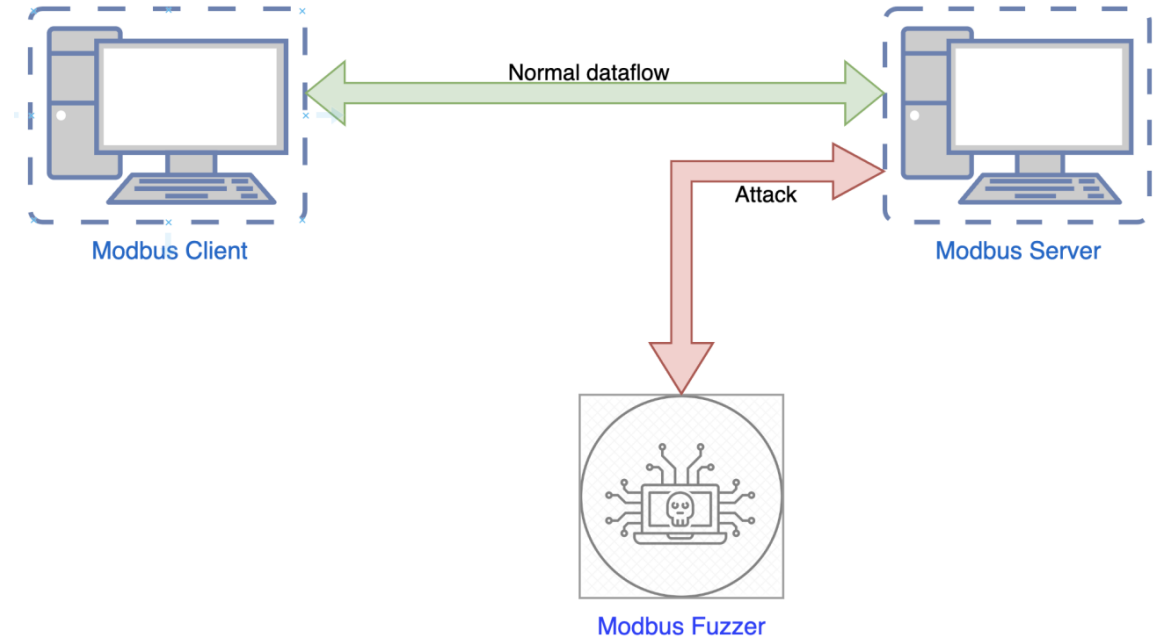 Normal dataflow
Attack
Modbus Client
Modbus Server
Modbus Fuzzer